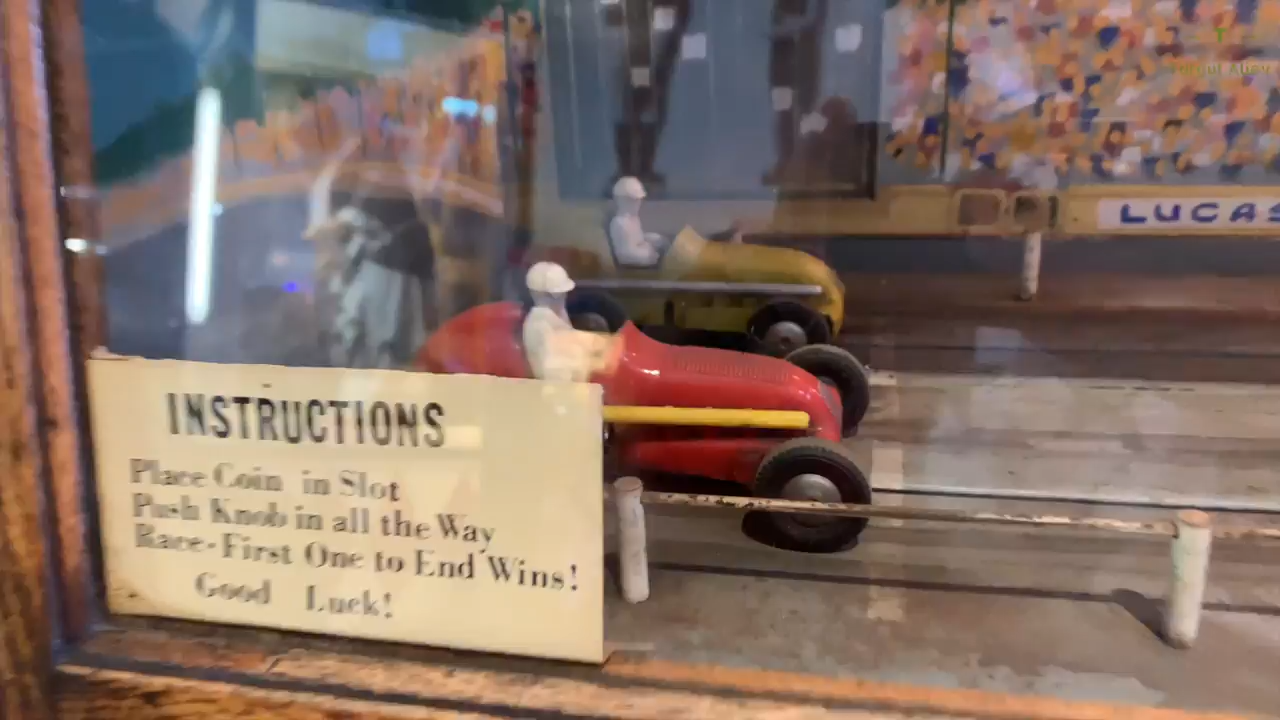 LUCAS
INSTRUCTIONS
Place Coin in Slot
Push Knob in all the Way
Race-First One to End Wins!
Good Luck!